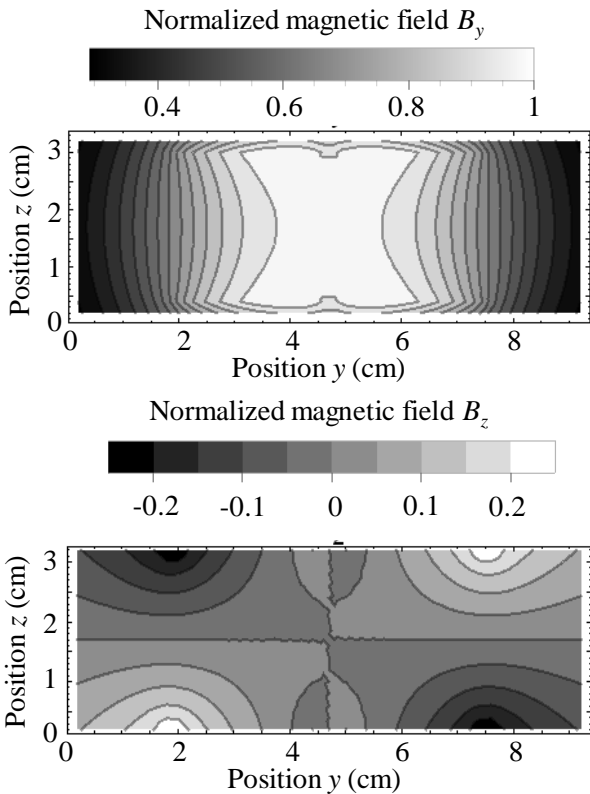 Normalized magnetic field By
0.4 0.6 0.8 1
Position z (cm)
3
2
1
0
0 2 4 6 8
Position y (cm)
Normalized magnetic field Bz
-0.2 -0.1 0 0.1 0.2
Position z (cm)
3
2
1
0
0 2 4 6 8
Position y (cm)